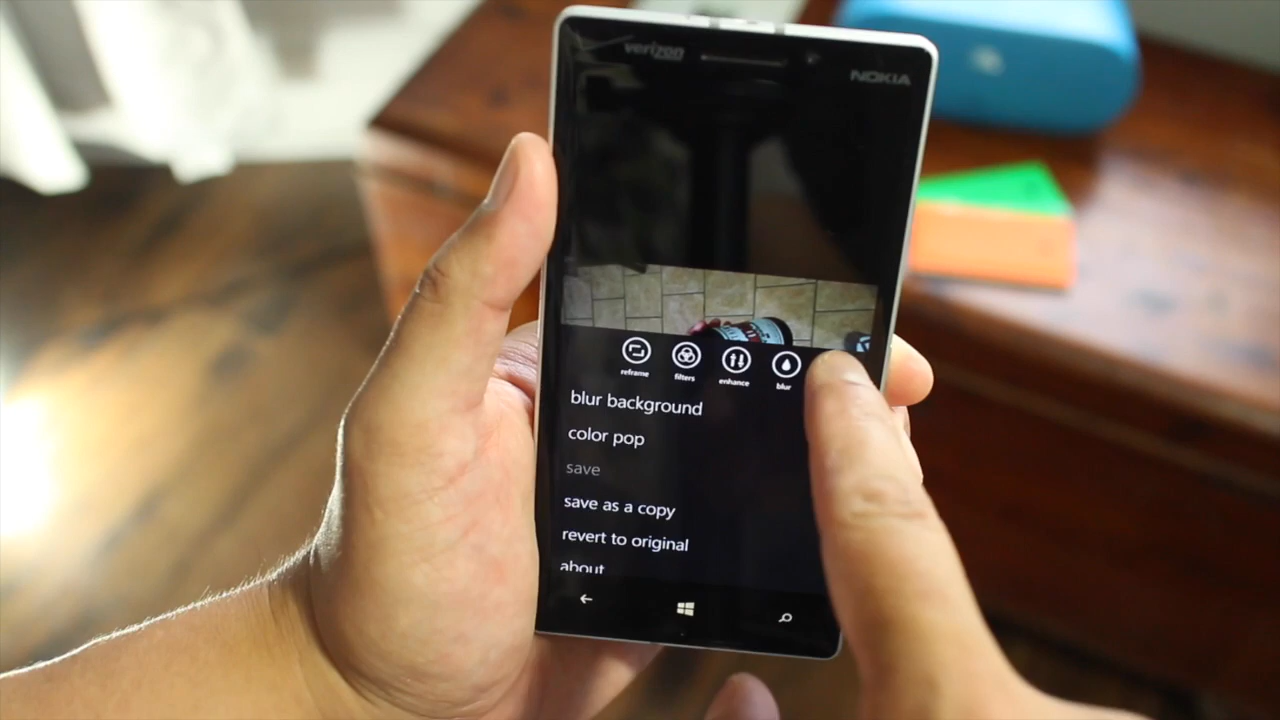 verizon
NOKIA
reframe
filters
enhance
blur
blur background
color pop
save
save as a copy
revert to original
about